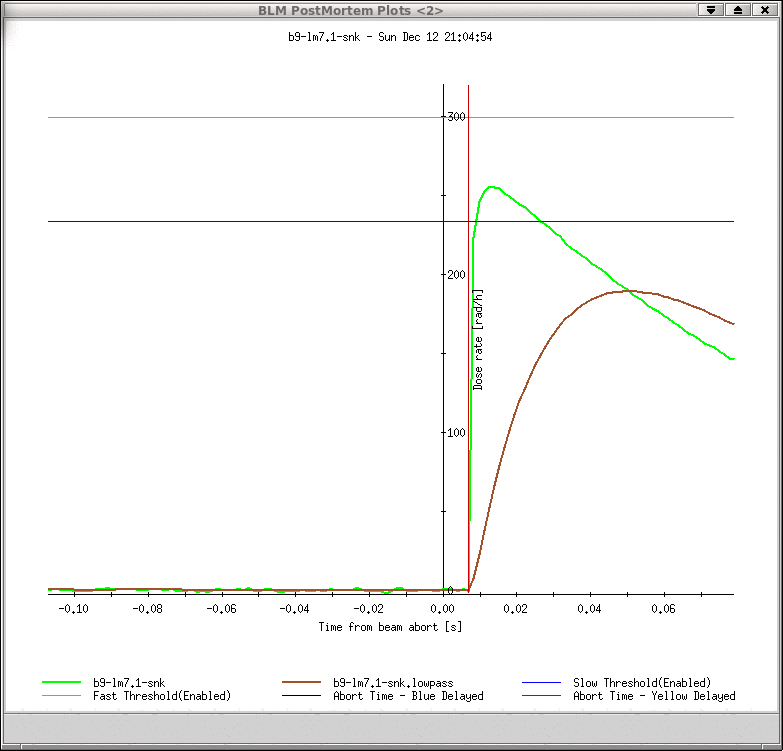 BLM PostMortem Plots <2>
b9-lm7.1-snk - Sun Dec 12 21:04:54
300
200
100
0
Dose rate [rad/h]
-0.10 -0.08 -0.06 -0.04 -0.02 0.00 0.02 0.04 0.06
Time from beam abort [s]
b9-lm7.1-snk b9-lm7.1-snk.lowpass Slow Threshold(Enabled)
Fast Threshold(Enabled) Abort Time - Blue Delayed Abort Time - Yellow Delayed